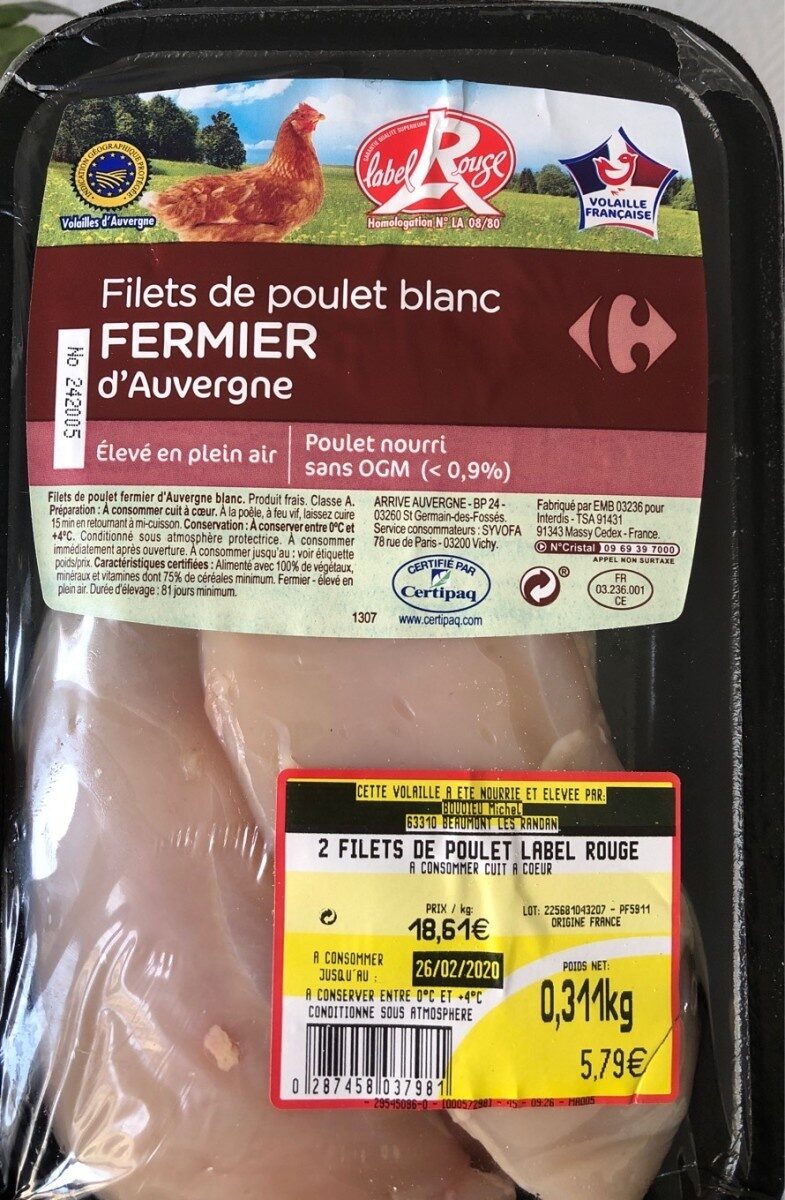 INDICATION GÉOGRAPHIQUE PROTÉGÉE
Volailles d'Auvergne
GARANTIE QUALITÉ SUPÉRIEURE
Label Rouge
Homologation N° LA 08/80
VOLAILLE
FRANÇAISE
Filets de poulet blanc
FERMIER
d'Auvergne
No 242005
Élevé en plein air
Poulet nourri
sans OGM (< 0,9%)
Filets de poulet fermier d'Auvergne blanc. Produit frais. Classe A.
Préparation : À consommer cuit à cœur. À la poêle, à feu vif, laissez cuire
15 min en retournant à mi-cuisson. Conservation : À conserver entre 0°C et
+4°C. Conditionné sous atmosphère protectrice. À consommer
immédiatement après ouverture. À consommer jusqu'au : voir étiquette
poids/prix. Caractéristiques certifiées : Alimenté avec 100% de végétaux,
minéraux et vitamines dont 75% de céréales minimum. Fermier - élevé en
plein air. Durée d'élevage : 81 jours minimum.
ARRIVE AUVERGNE - BP 24 -
03260 St Germain-des-Fossés.
Service consommateurs : SYVOFA
78 rue de Paris - 03200 Vichy.
CERTIFIÉ PAR
Certipaq
www.certipaq.com
1307
Fabriqué par EMB 03236 pour
Interdis - TSA 91431
91343 Massy Cedex - France.
N°Cristal 09 69 39 7000
APPEL NON SURTAXE
®
FR
03.236.001
CE
CETTE VOLAILLE A ETE NOURRIE ET ELEVEE PAR:
BOUDIEU Michel
63310 BEAUMONT LES RANDAN
2 FILETS DE POULET LABEL ROUGE
A CONSOMMER CUIT A COEUR
PRIX / kg:
18,61€
LOT: 225681043207 - PF5911
ORIGINE FRANCE
A CONSOMMER
JUSQU'AU :
26/02/2020
POIDS NET:
0,311kg
A CONSERVER ENTRE 0°C ET +4°C
CONDITIONNE SOUS ATMOSPHERE
5,79€
0 287458 037981